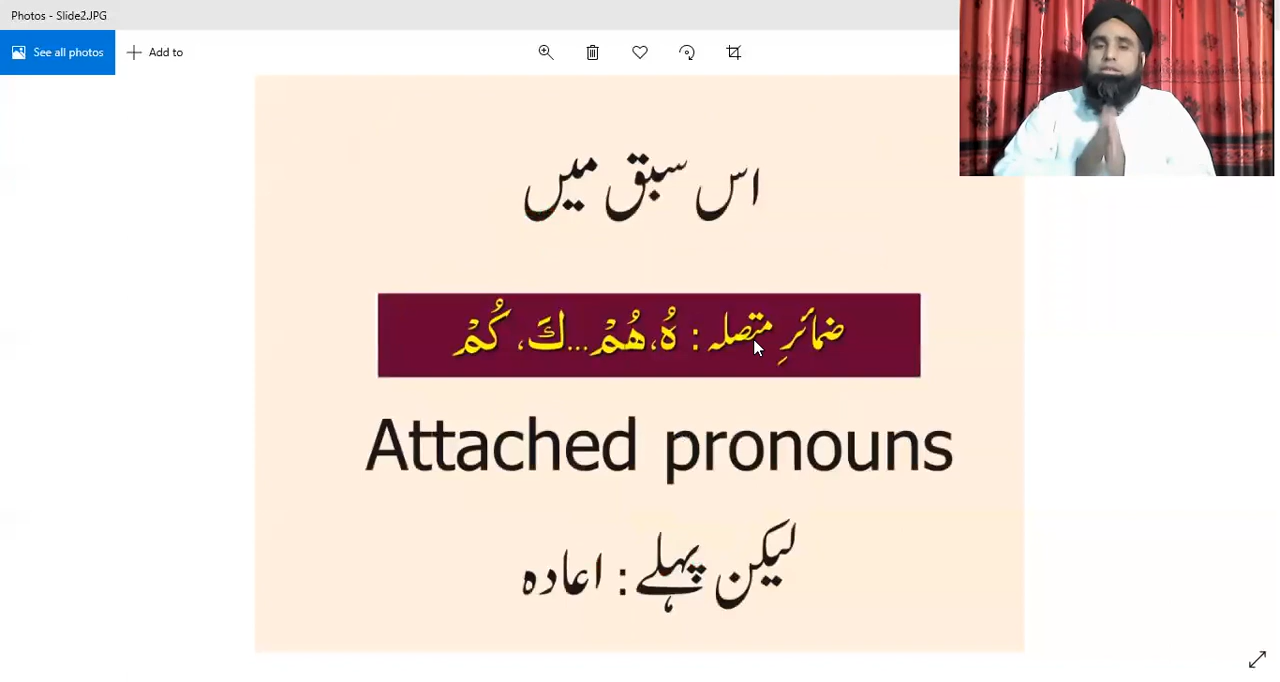 Photos - Slide2.JPG
See all photos
Add to
اس سبق میں
ضمائرِ متصلہ : هُ، هُمْ...كَ، كُمْ
Attached pronouns
لیکن پہلے : اعادہ